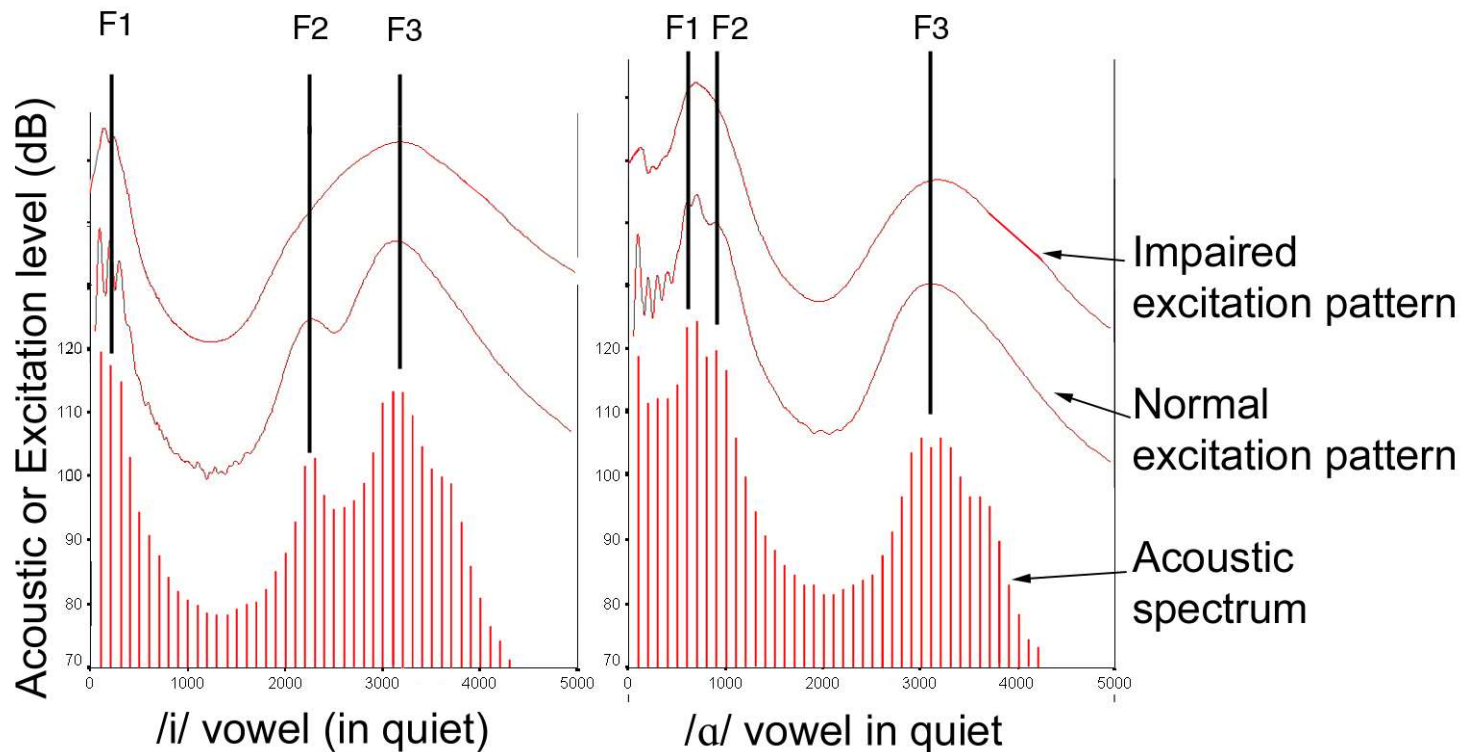 F1 F2 F3
F1 F2 F3
Acoustic or Excitation level (dB)
120
110
100
90
80
70
0 1000 2000 3000 4000 5000
/i/ vowel (in quiet)
120
110
100
90
80
70
0 1000 2000 3000 4000 5000
/ɑ/ vowel in quiet
Impaired
excitation pattern
Normal
excitation pattern
Acoustic
spectrum